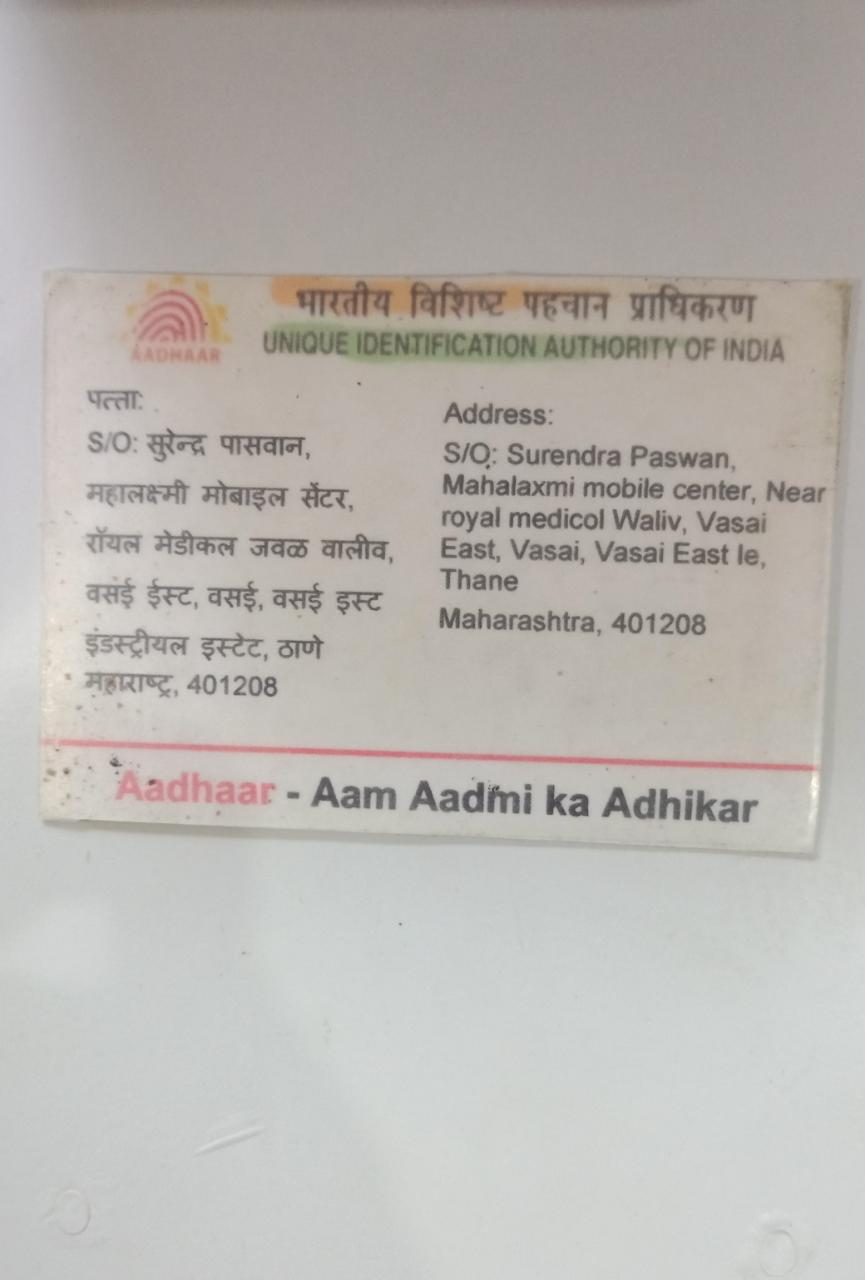 AADHAAR
भारतीय विशिष्ट पहचान प्राधिकरण
UNIQUE IDENTIFICATION AUTHORITY OF INDIA
पत्ता:
S/O: सुरेन्द्र पासवान,
महालक्ष्मी मोबाइल सेंटर,
रॉयल मेडीकल जवळ वालीव,
वसई ईस्ट, वसई, वसई इस्ट
इंडस्ट्रीयल इस्टेट, ठाणे
महाराष्ट्र, 401208
Address:
S/O: Surendra Paswan,
Mahalaxmi mobile center, Near
royal medicol Waliv, Vasai
East, Vasai, Vasai East Ie,
Thane
Maharashtra, 401208
Aadhaar - Aam Aadmi ka Adhikar